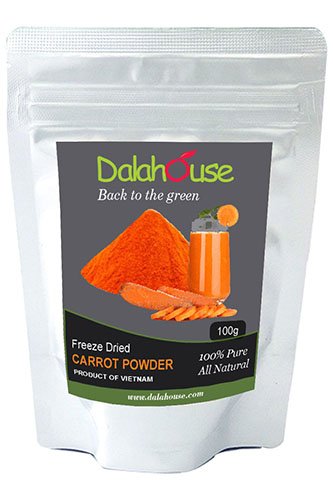 Dalahouse
Back to the green
100g
Freeze Dried
CARROT POWDER
PRODUCT OF VIETNAM
100% Pure
All Natural
www.dalahouse.com